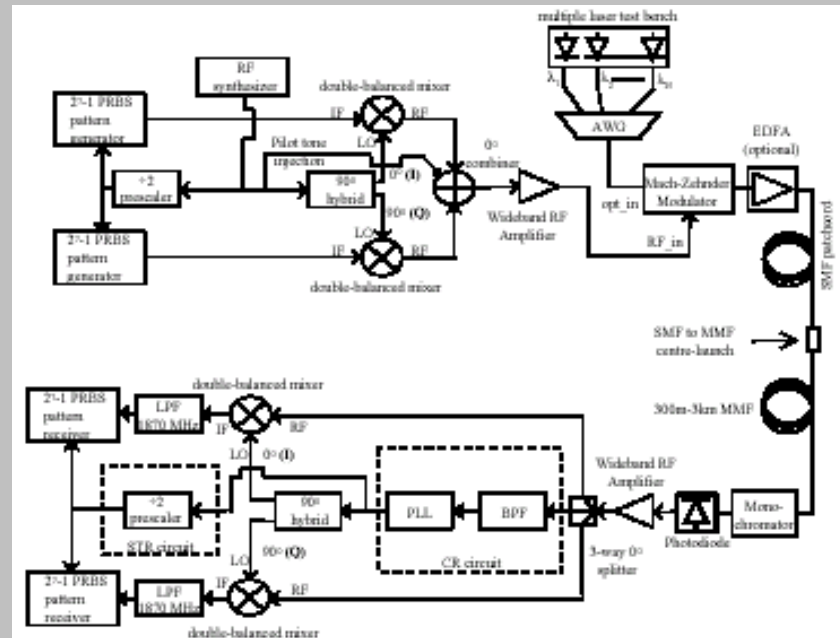 multiple laser test bench
RF
synthesizer
double-balanced mixer
λ1
λ2
2⁷-1 PRBS
pattern
generator
IF
RF
LO
AWG
EDFA
(optional)
Pilot tone
injection
0°
combiner
÷2
prescaler
90°
hybrid
0° (I)
90° (Q)
Mach-Zehnder
Modulator
opt_in
Wideband RF
Amplifier
RF_in
2⁷-1 PRBS
pattern
generator
LO
IF
RF
double-balanced mixer
SMF patchcord
SMF to MMF
centre-launch
double-balanced mixer
2⁷-1 PRBS
pattern
receiver
LPF
1870 MHz
IF
RF
300m-3km MMF
LO
0° (I)
Wideband RF
Amplifier
÷2
prescaler
90°
hybrid
PLL
BPF
Mono-
chromator
STR circuit
CR circuit
Photodiode
3-way 0°
splitter
LO
90° (Q)
2⁷-1 PRBS
pattern
receiver
LPF
1870 MHz
IF
RF
double-balanced mixer